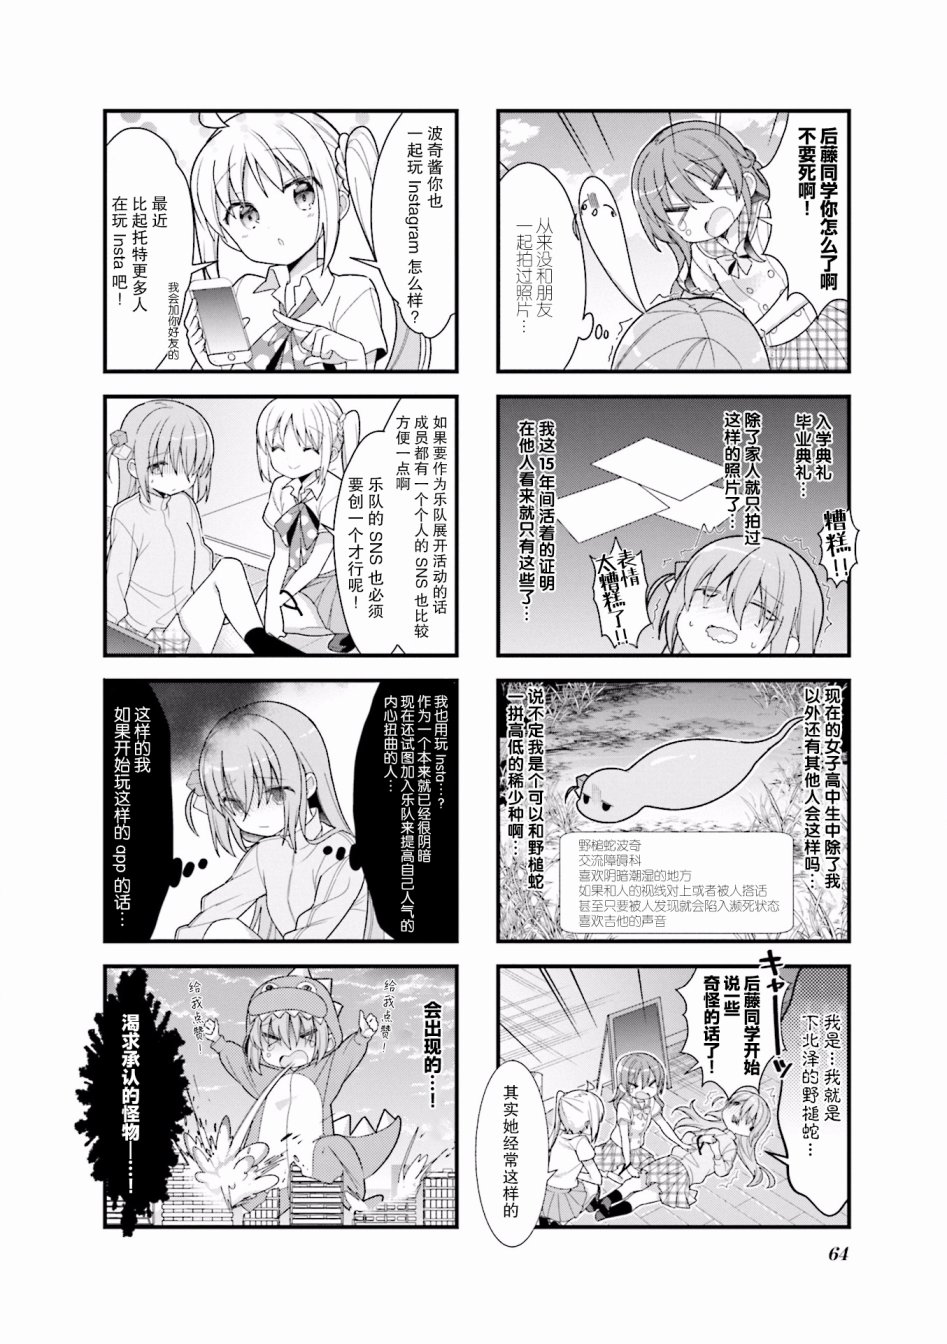 后藤同学你怎么了啊
不要死啊！
从来没和朋友
一起拍过照片…
入学典礼
毕业典礼…
糟糕!!
除了家人就只拍过
这样的照片了…
表情
太糟糕了!!
我这15年间活着的证明
在他人看来就只有这些了…
现在的女子高中生中除了我
以外还有其他人会这样吗…
说不定我是个可以和野槌蛇
一拼高低的稀少种啊…
野槌蛇波奇
交流障碍科
喜欢阴暗潮湿的地方
如果和人的视线对上或者被人搭话
甚至只要被人发现就会陷入濒死状态
喜欢吉他的声音
我是…我就是
下北泽的野槌蛇…
キャーッ
后藤同学开始
说一些
奇怪的话了！
其实她经常这样的
波奇酱你也
一起玩 Instagram 怎么样？
最近
比起托特更多人
在玩 Insta 吧！
我会加你好友的
如果要作为乐队展开活动的话
成员都有一个个人的 SNS 也比较
方便一点啊
乐队的 SNS 也必须
要创一个才行呢！
我也用玩 Insta…?
作为一个本来就已经很阴暗
现在还试图加入乐队来提高自己人气的
内心扭曲的人…
这样的我
如果开始玩这样的 app 的话…
会出现的…！
给我点赞！
给我点赞！
渴求承认的怪物—…！
64